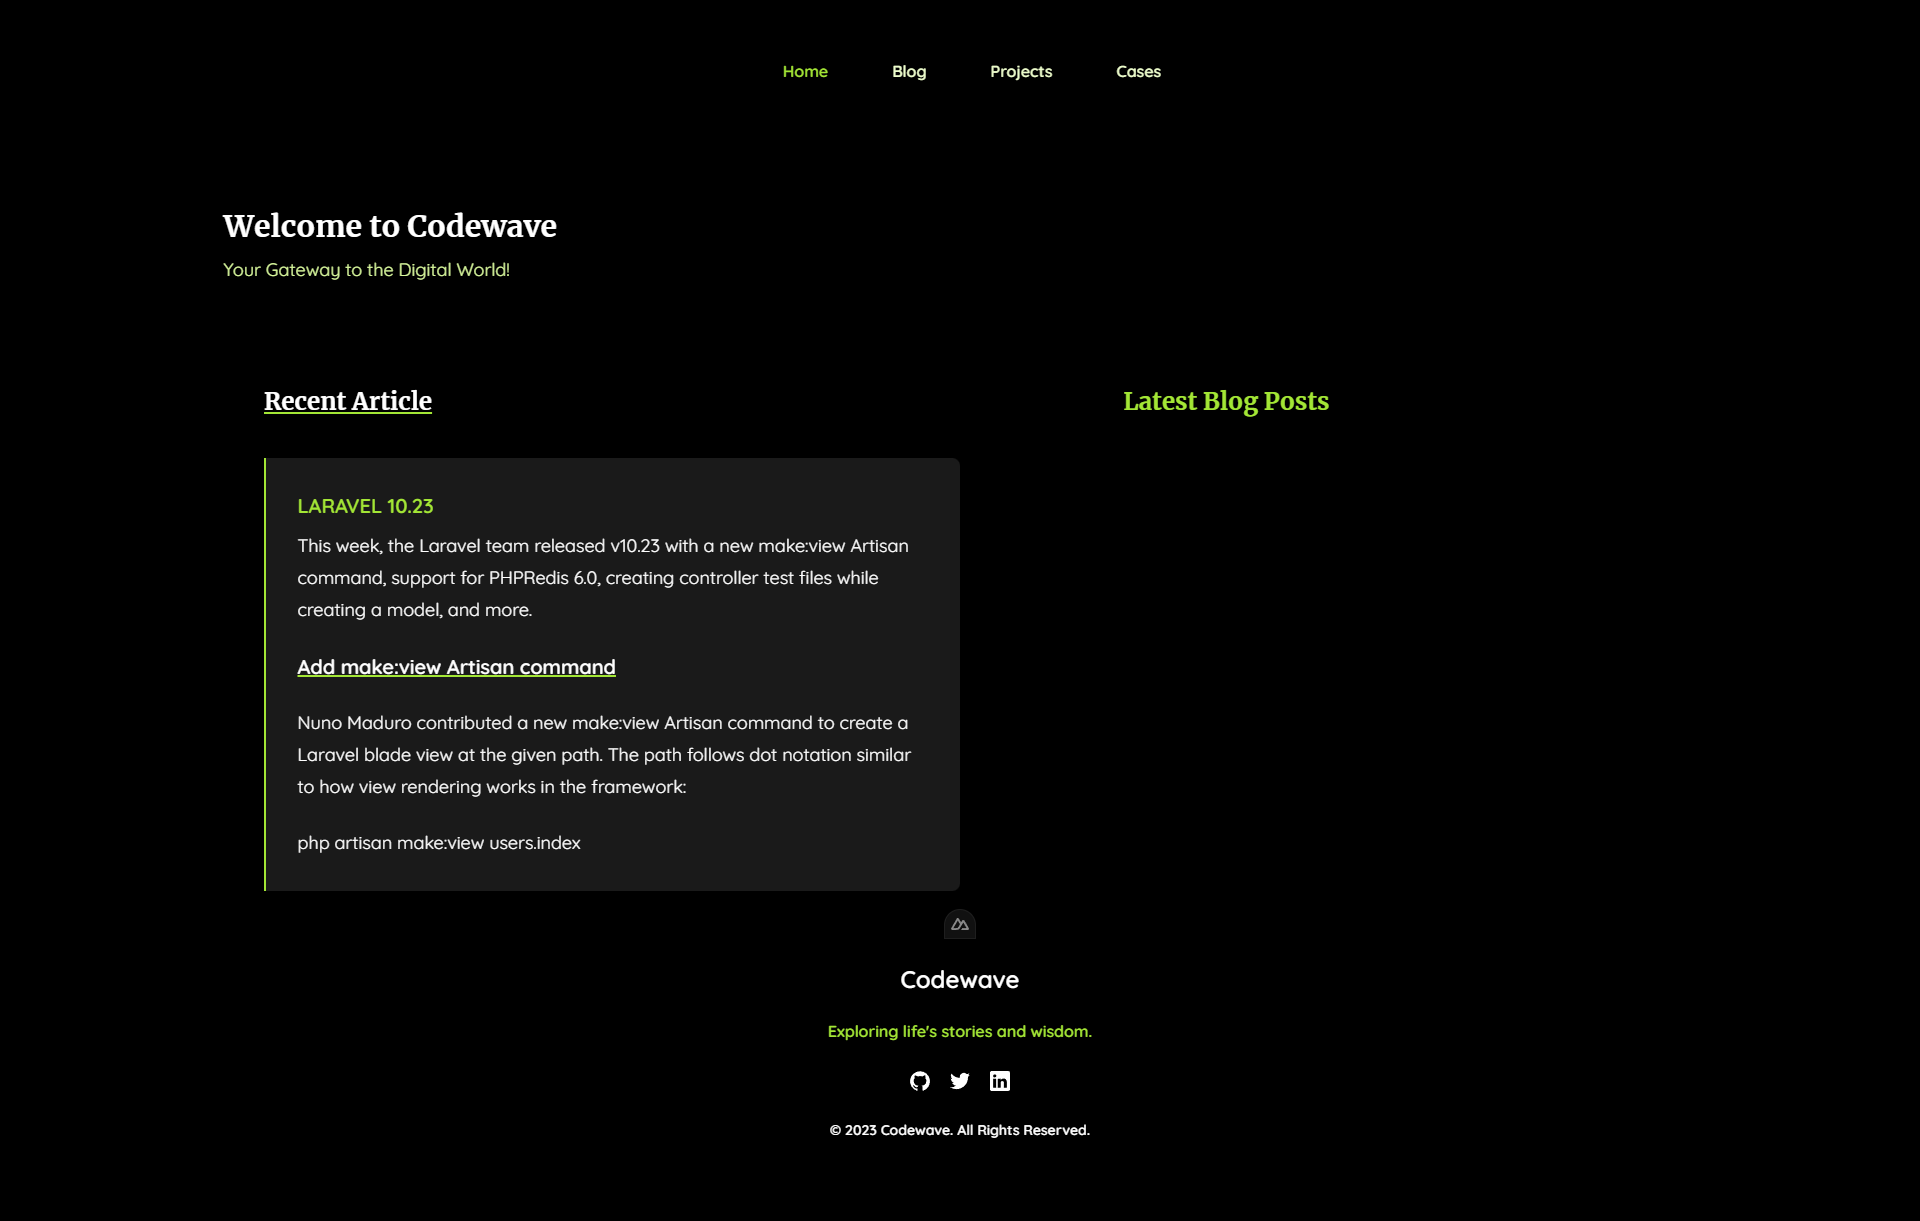 Home Blog Projects Cases
Welcome to Codewave
Your Gateway to the Digital World!
Recent Article
Latest Blog Posts
LARAVEL 10.23
This week, the Laravel team released v10.23 with a new make:view Artisan
command, support for PHPRedis 6.0, creating controller test files while
creating a model, and more.
Add make:view Artisan command
Nuno Maduro contributed a new make:view Artisan command to create a
Laravel blade view at the given path. The path follows dot notation similar
to how view rendering works in the framework:
php artisan make:view users.index
Codewave
Exploring life's stories and wisdom.
© 2023 Codewave. All Rights Reserved.